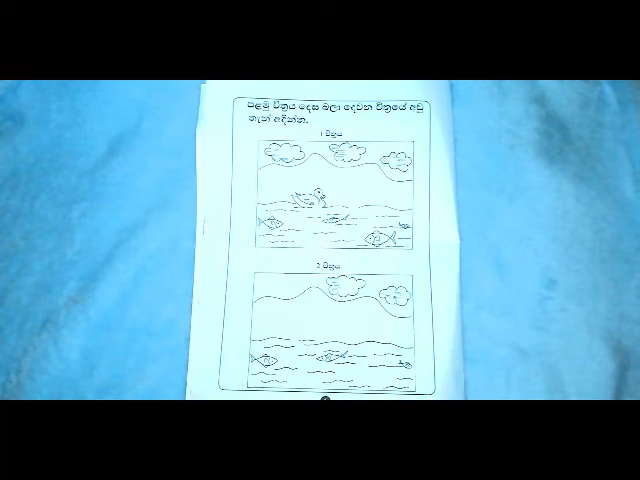 පළමු චිත්‍රය දෙස බලා දෙවන චිත්‍රයේ අඩු
තැන් අඳින්න.
1 චිත්‍රය
2 චිත්‍රය